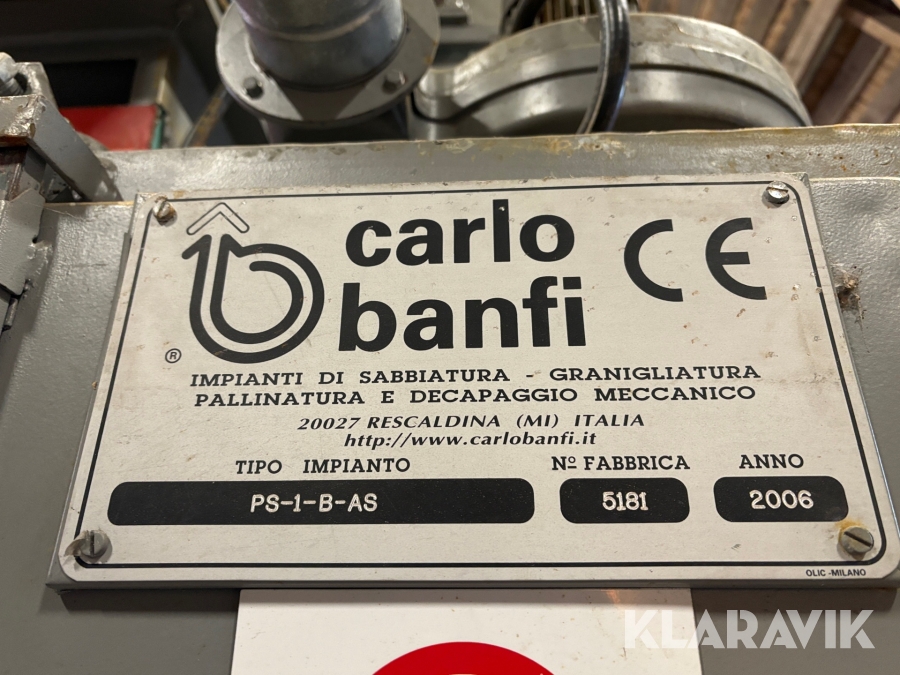 carlo
banfi
CE
®
IMPIANTI DI SABBIATURA - GRANIGLIATURA
PALLINATURA E DECAPAGGIO MECCANICO
20027 RESCALDINA (MI) ITALIA
http://www.carlobanfi.it
TIPO IMPIANTO Nº FABBRICA ANNO
PS-1-B-AS 5181 2006
OLIC -MILANO
KLARAVIK